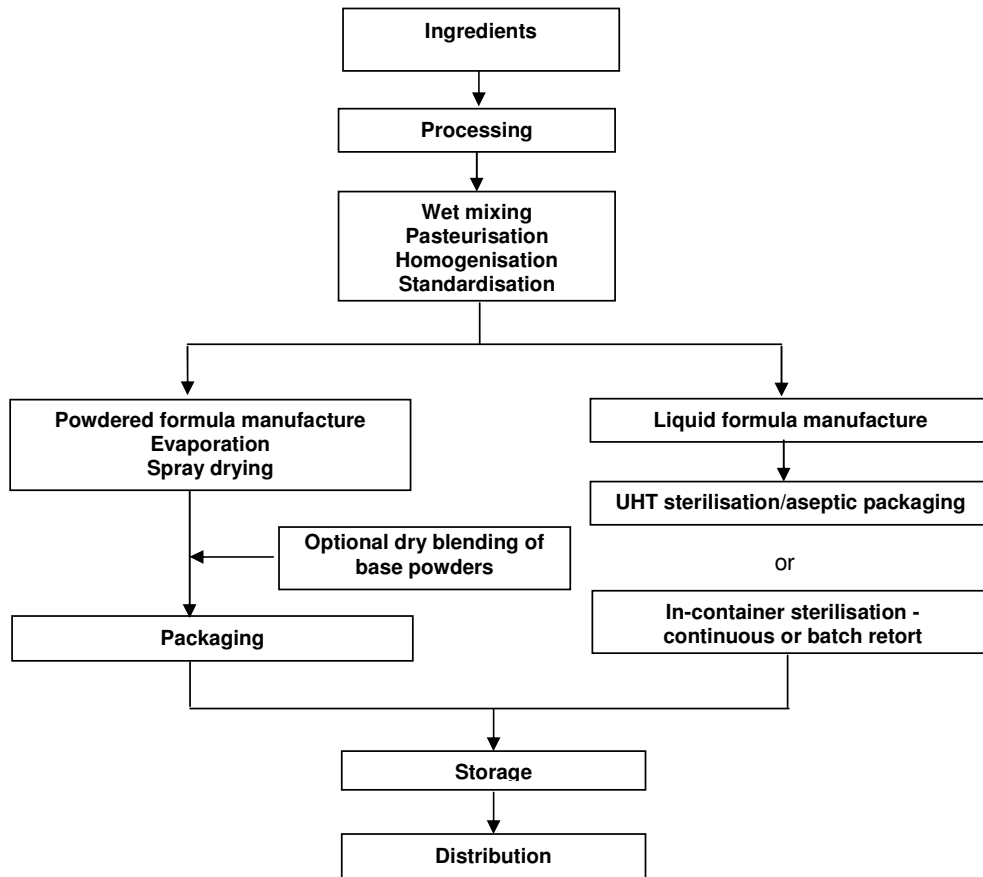 Ingredients
Processing
Wet mixing
Pasteurisation
Homogenisation
Standardisation
Powdered formula manufacture
Evaporation
Spray drying
Liquid formula manufacture
UHT sterilisation/aseptic packaging
Optional dry blending of
base powders
or
In-container sterilisation -
continuous or batch retort
Packaging
Storage
Distribution